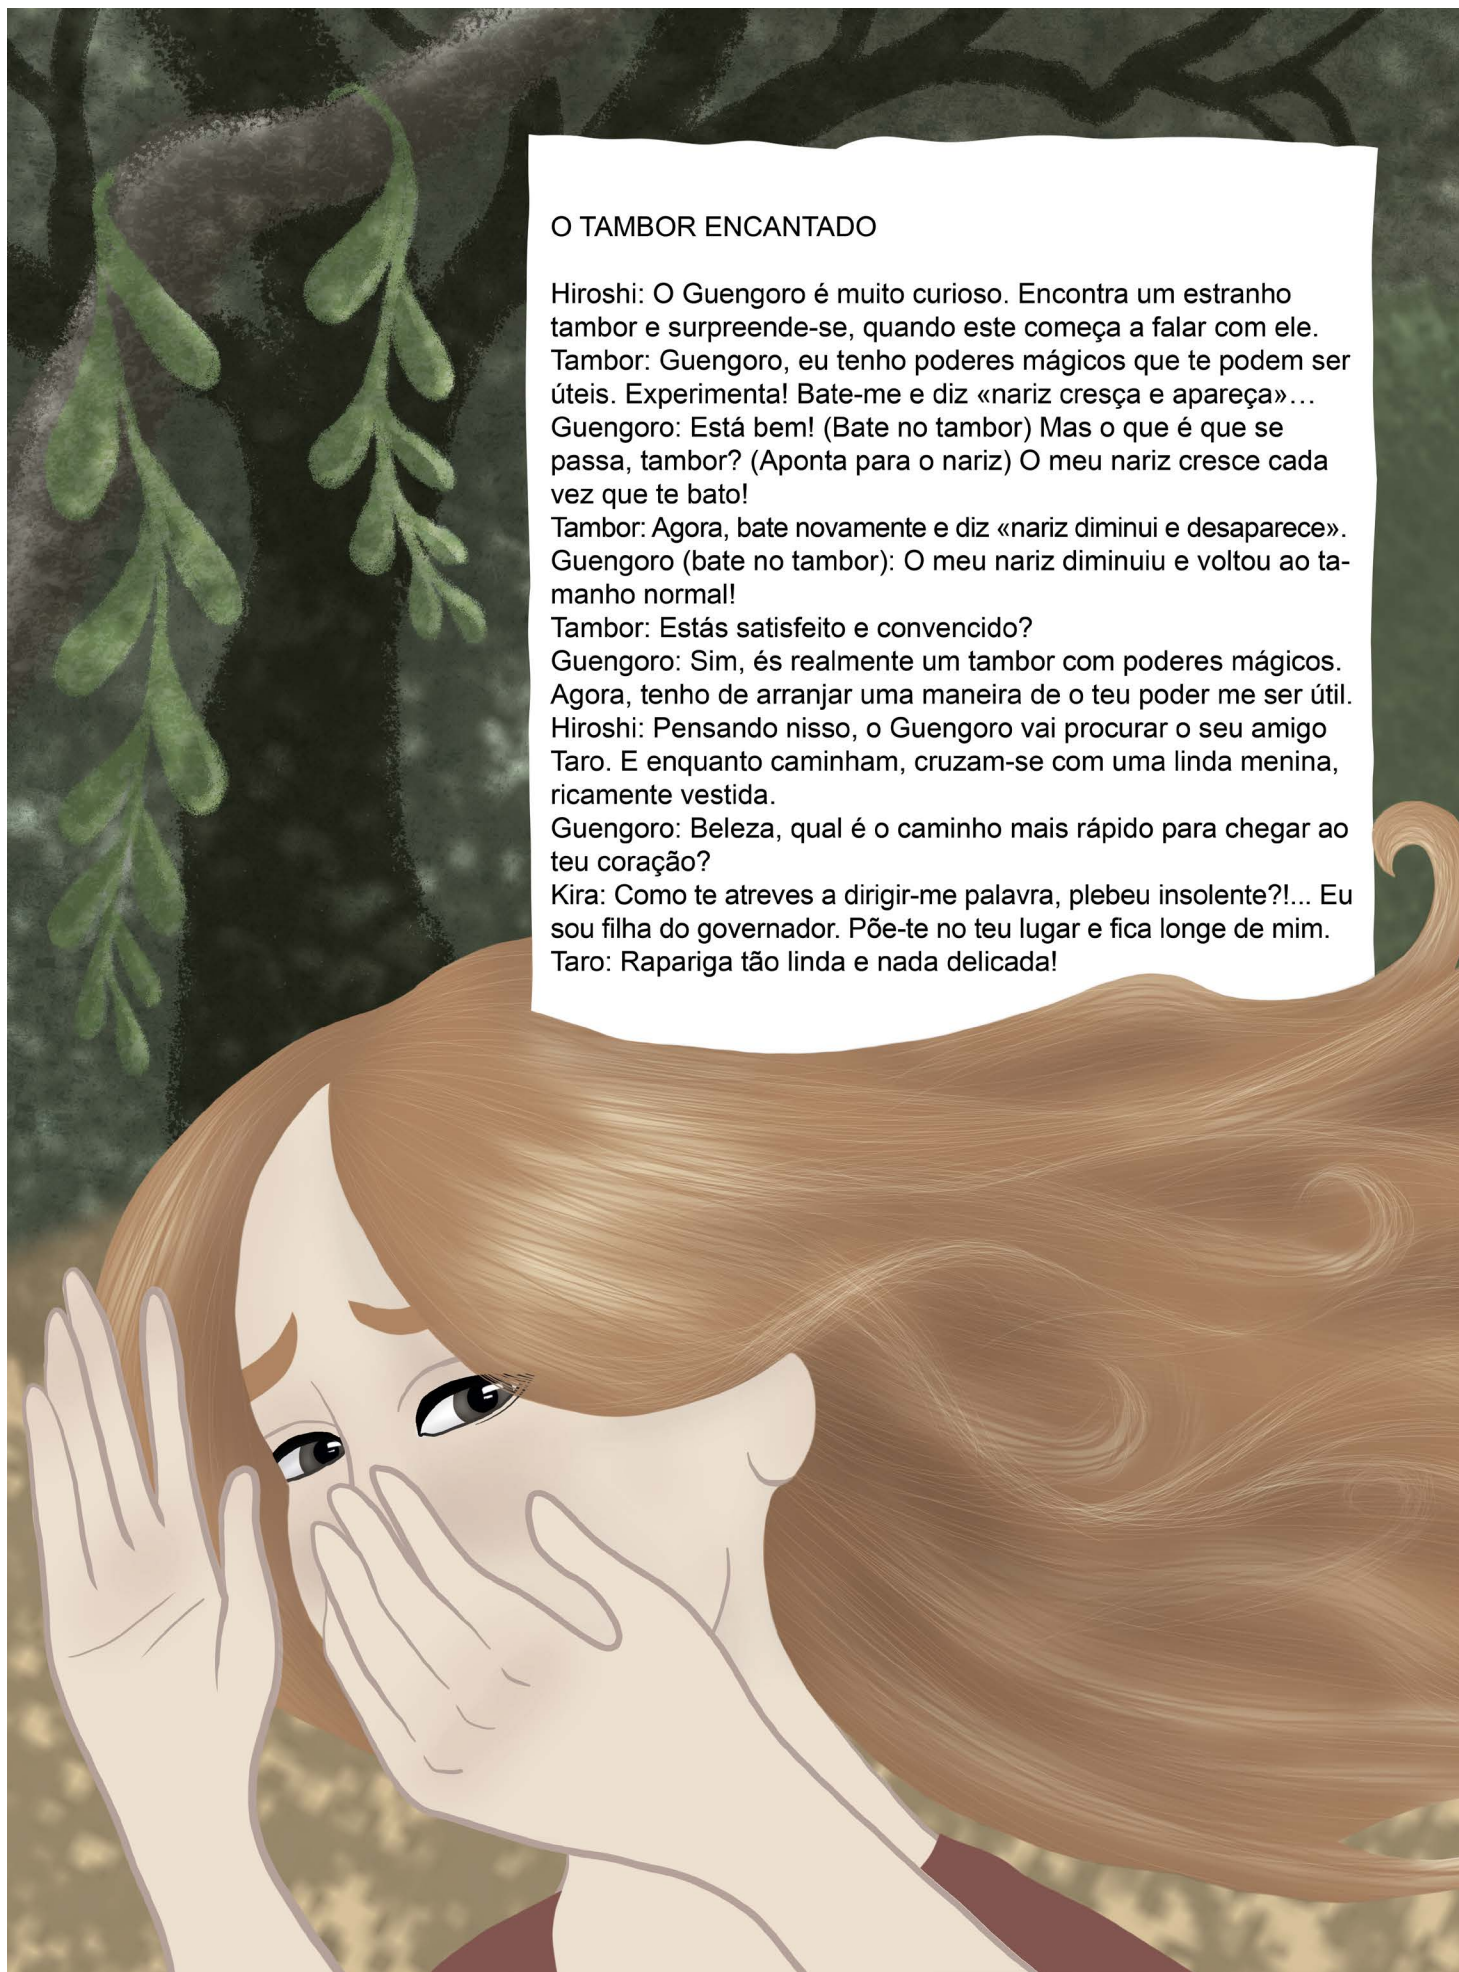 O TAMBOR ENCANTADO
Hiroshi: O Guengoro é muito curioso. Encontra um estranho
tambor e surpreende-se, quando este começa a falar com ele.
Tambor: Guengoro, eu tenho poderes mágicos que te podem ser
úteis. Experimenta! Bate-me e diz «nariz cresça e apareça»...
Guengoro: Está bem! (Bate no tambor) Mas o que é que se
passa, tambor? (Aponta para o nariz) O meu nariz cresce cada
vez que te bato!
Tambor: Agora, bate novamente e diz «nariz diminui e desaparece».
Guengoro (bate no tambor): O meu nariz diminuiu e voltou ao ta-
manho normal!
Tambor: Estás satisfeito e convencido?
Guengoro: Sim, és realmente um tambor com poderes mágicos.
Agora, tenho de arranjar uma maneira de o teu poder me ser útil.
Hiroshi: Pensando nisso, o Guengoro vai procurar o seu amigo
Taro. E enquanto caminham, cruzam-se com uma linda menina,
ricamente vestida.
Guengoro: Beleza, qual é o caminho mais rápido para chegar ao
teu coração?
Kira: Como te atreves a dirigir-me palavra, plebeu insolente?!... Eu
sou filha do governador. Põe-te no teu lugar e fica longe de mim.
Taro: Rapariga tão linda e nada delicada!